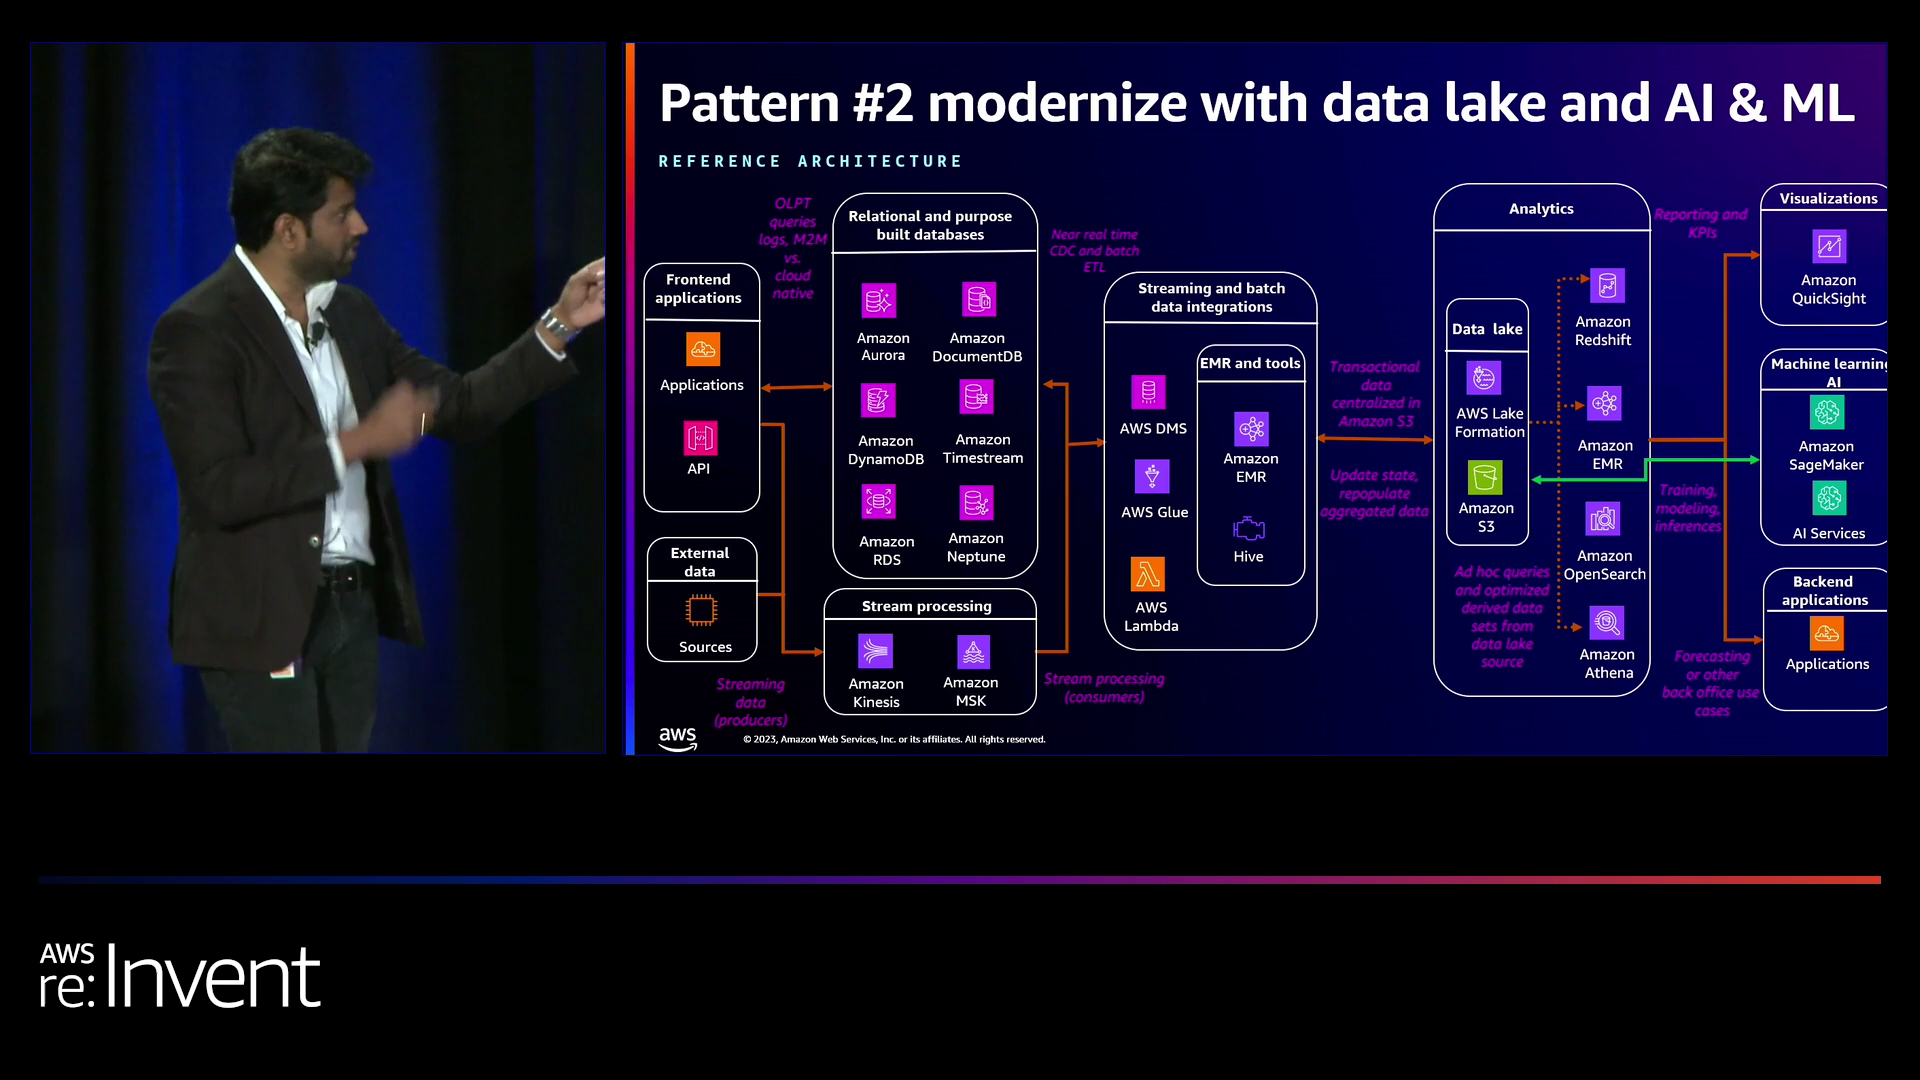 Pattern #2 modernize with data lake and AI & ML
REFERENCE ARCHITECTURE
Frontend
applications
Applications
API
External
data
Sources
OLPT
queries
logs, M2M
vs.
cloud
native
Streaming
data
(producers)
Relational and purpose
built databases
Amazon
Aurora
Amazon
DocumentDB
Amazon
DynamoDB
Amazon
Timestream
Amazon
RDS
Amazon
Neptune
Stream processing
Amazon
Kinesis
Amazon
MSK
Near real time
CDC and batch
ETL
Stream processing
(consumers)
Streaming and batch
data integrations
AWS DMS
AWS Glue
AWS
Lambda
EMR and tools
Amazon
EMR
Hive
Transactional
data
centralized in
Amazon S3
Update state,
repopulate
aggregated data
Analytics
Data lake
AWS Lake
Formation
Amazon
S3
Ad hoc queries
and optimized
derived data
sets from
data lake
source
Amazon
Redshift
Amazon
EMR
Amazon
OpenSearch
Amazon
Athena
Reporting and
KPIs
Training,
modeling,
inferences
Forecasting
or other
back office use
cases
Visualizations
Amazon
QuickSight
Machine learning
AI
Amazon
SageMaker
AI Services
Backend
applications
Applications
aws
© 2023, Amazon Web Services, Inc. or its affiliates. All rights reserved.
AWS
re:Invent